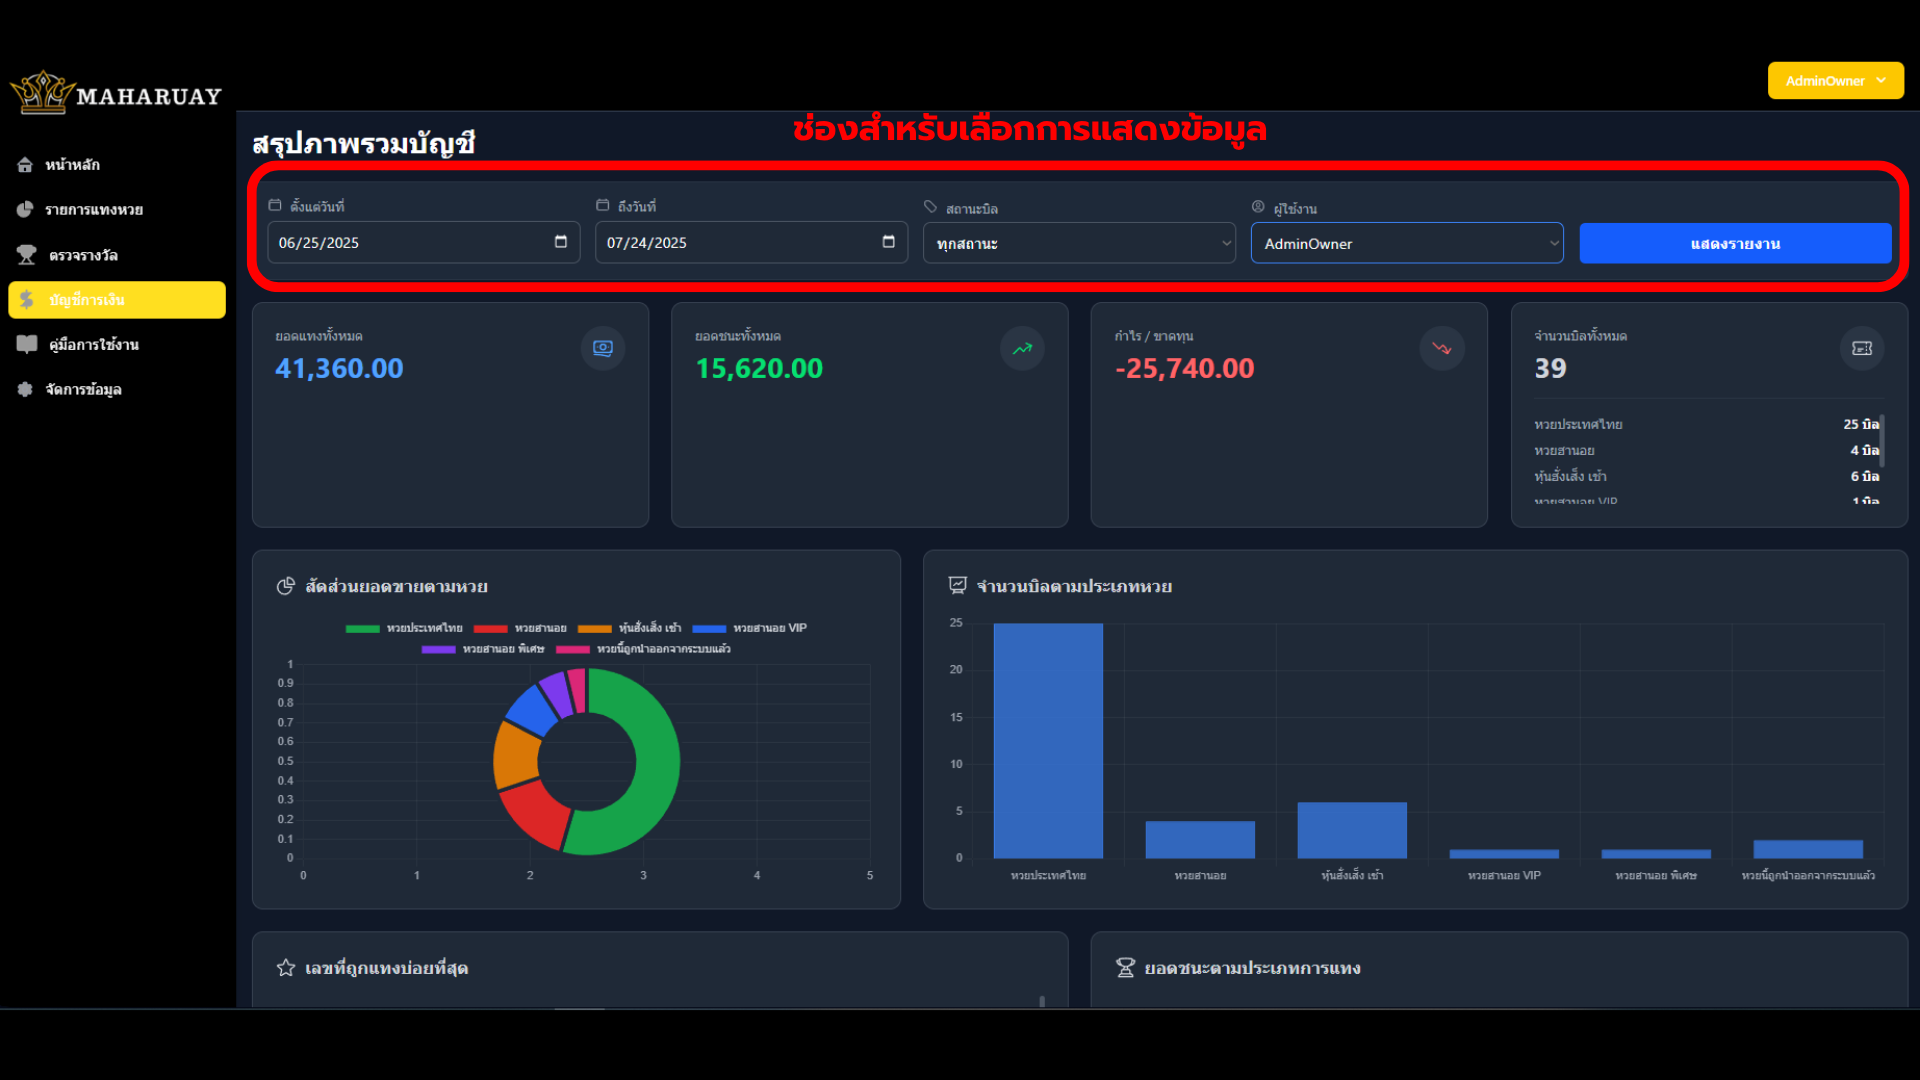 MAHARUAY
AdminOwner
หน้าหลัก
รายการแทงหวย
ตรวจรางวัล
บัญชีการเงิน
คู่มือการใช้งาน
จัดการข้อมูล
สรุปภาพรวมบัญชี
ช่องสำหรับเลือกการแสดงข้อมูล
ตั้งแต่วันที่
06/25/2025
ถึงวันที่
07/24/2025
สถานะบิล
ทุกสถานะ
ผู้ใช้งาน
AdminOwner
แสดงรายงาน
ยอดแทงทั้งหมด
41,360.00
ยอดชนะทั้งหมด
15,620.00
กำไร / ขาดทุน
-25,740.00
จำนวนบิลทั้งหมด
39
หวยประเทศไทย 25 บิล
หวยฮานอย 4 บิล
หุ้นฮั่งเส็ง เช้า 6 บิล
หวยฮานอย VIP 1 บิล
สัดส่วนยอดขายตามหวย
หวยประเทศไทย หวยฮานอย หุ้นฮั่งเส็ง เช้า หวยฮานอย VIP
หวยฮานอย พิเศษ หวยนี้ถูกนำออกจากระบบแล้ว
1
0.9
0.8
0.7
0.6
0.5
0.4
0.3
0.2
0.1
0
0 1 2 3 4 5
จำนวนบิลตามประเภทหวย
25
20
15
10
5
0
หวยประเทศไทย หวยฮานอย หุ้นฮั่งเส็ง เช้า หวยฮานอย VIP หวยฮานอย พิเศษ หวยนี้ถูกนำออกจากระบบแล้ว
เลขที่ถูกแทงบ่อยที่สุด
ยอดชนะตามประเภทการแทง